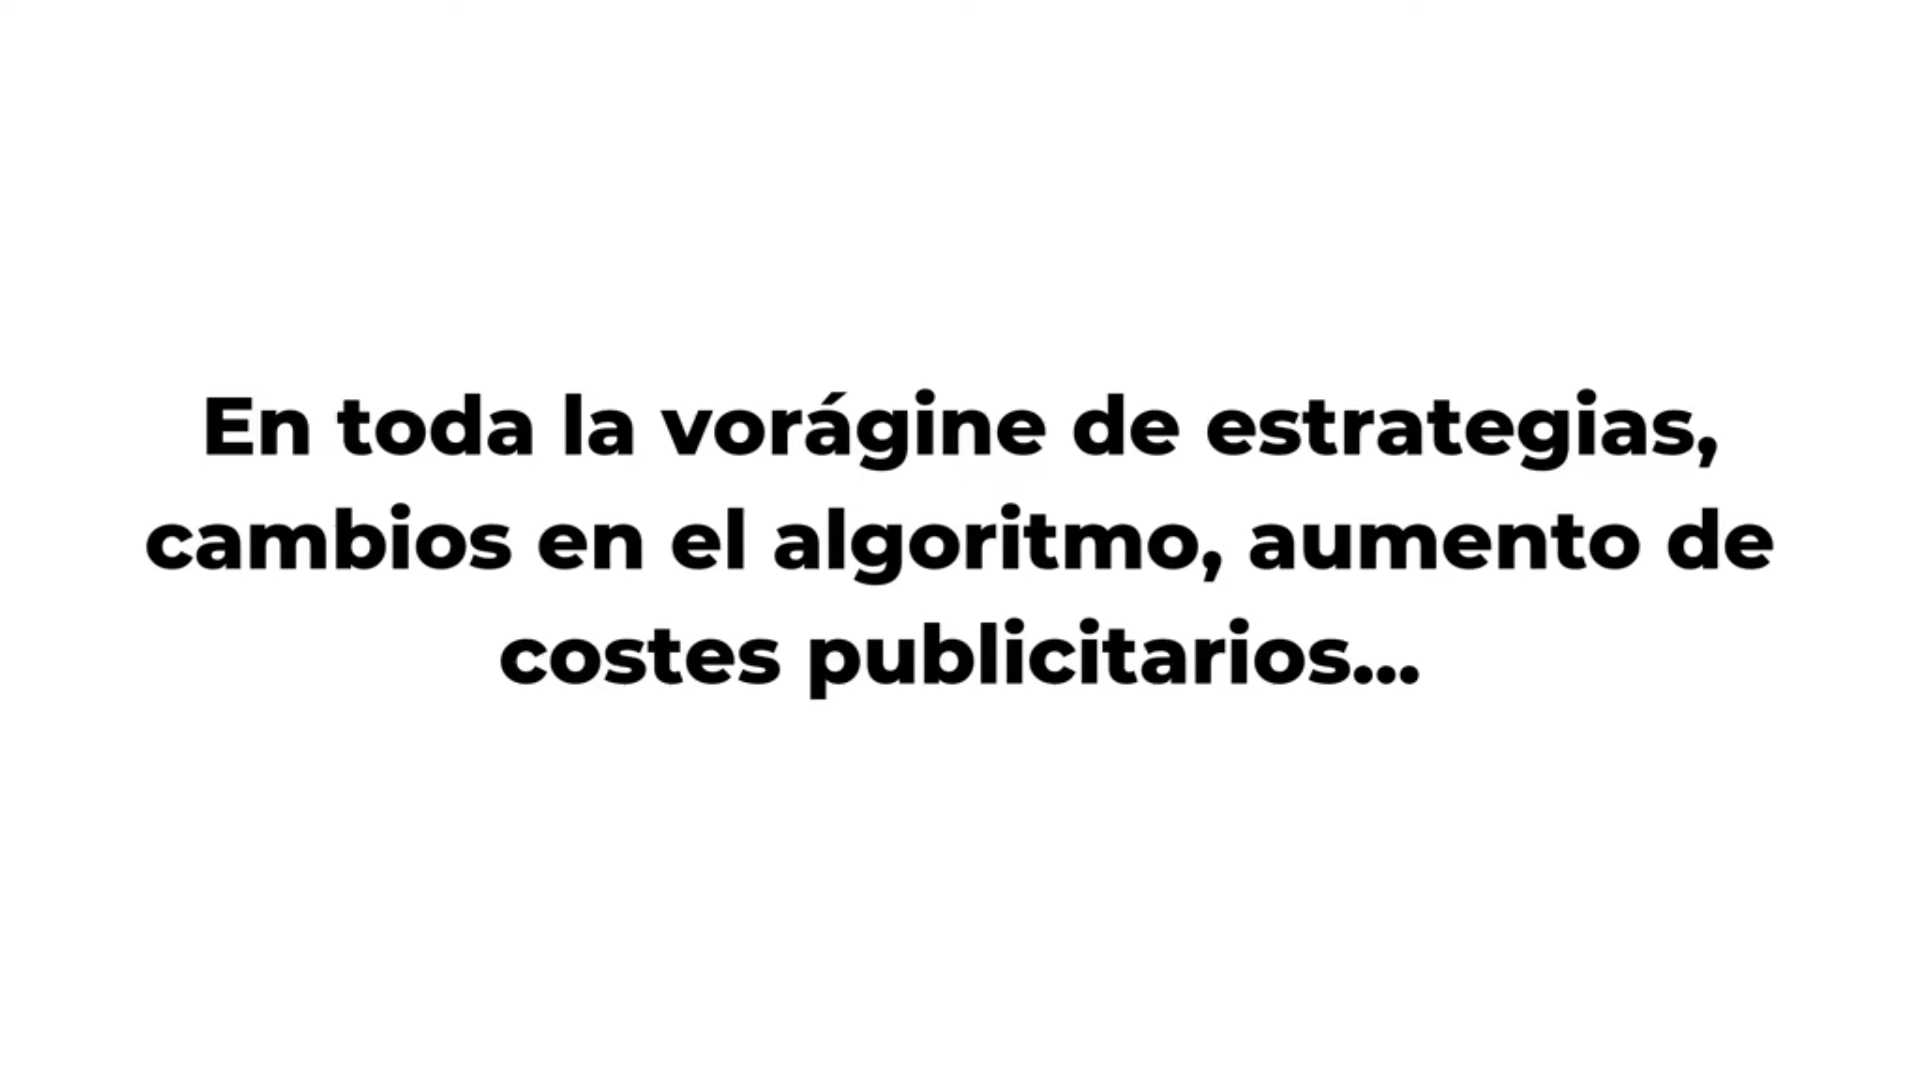 En toda la vorágine de estrategias,
cambios en el algoritmo, aumento de
costes publicitarios...